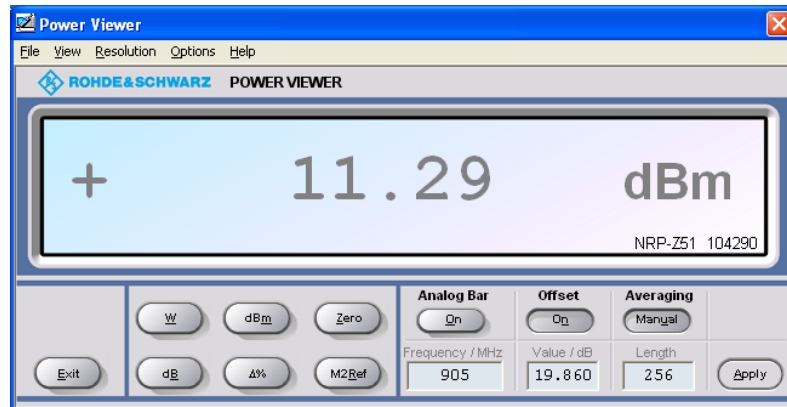 Power Viewer
File View Resolution Options Help
ROHDE&SCHWARZ POWER VIEWER
+ 11.29 dBm
NRP-Z51 104290
Analog Bar Offset Averaging
W dBm Zero On On Manual
Frequency / MHz Value / dB Length
Exit dB Δ% M2Ref 905 19.860 256 Apply